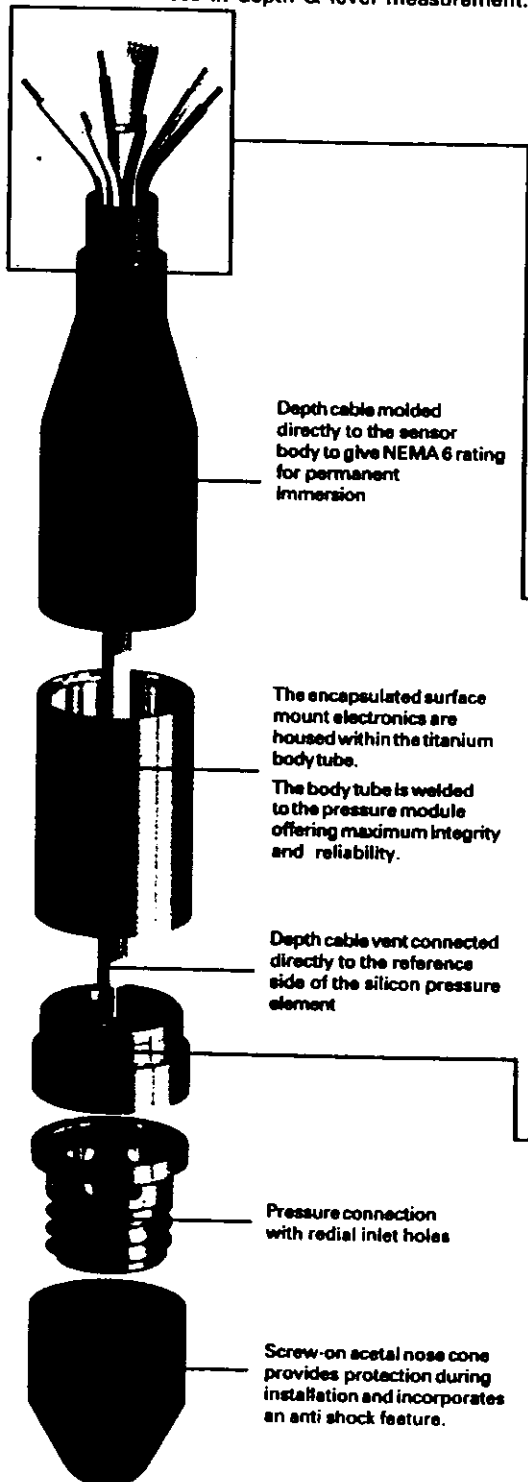 in depth & level measurement.
Depth cable molded
directly to the sensor
body to give NEMA 6 rating
for permanent
immersion
The encapsulated surface
mount electronics are
housed within the titanium
body tube.
The body tube is welded
to the pressure module
offering maximum integrity
and reliability.
Depth cable vent connected
directly to the reference
side of the silicon pressure
element
Pressure connection
with redial inlet holes
Screw-on acetal nose cone
provides protection during
installation and incorporates
an anti shock feature.